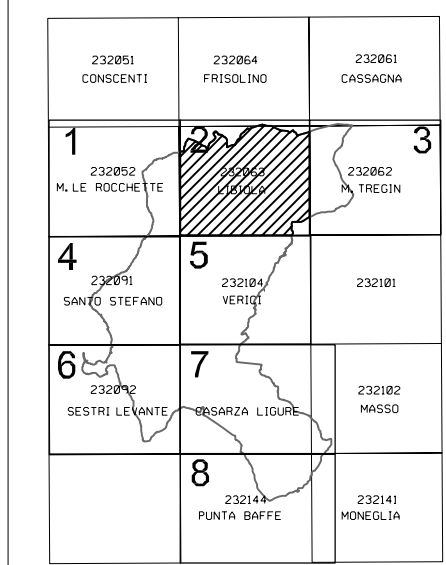 232051
CONSCENTI
232064
FRISOLINO
232061
CASSAGNA
1
232052
M. LE ROCCHETTE
2
232063
LIBIOLA
3
232062
M. TREGIN
4
232091
SANTO STEFANO
5
232104
VERICI
232101
6
232092
SESTRI LEVANTE
7
CASARZA LIGURE
232102
MASSO
8
232144
PUNTA BAFFE
232141
MONEGLIA